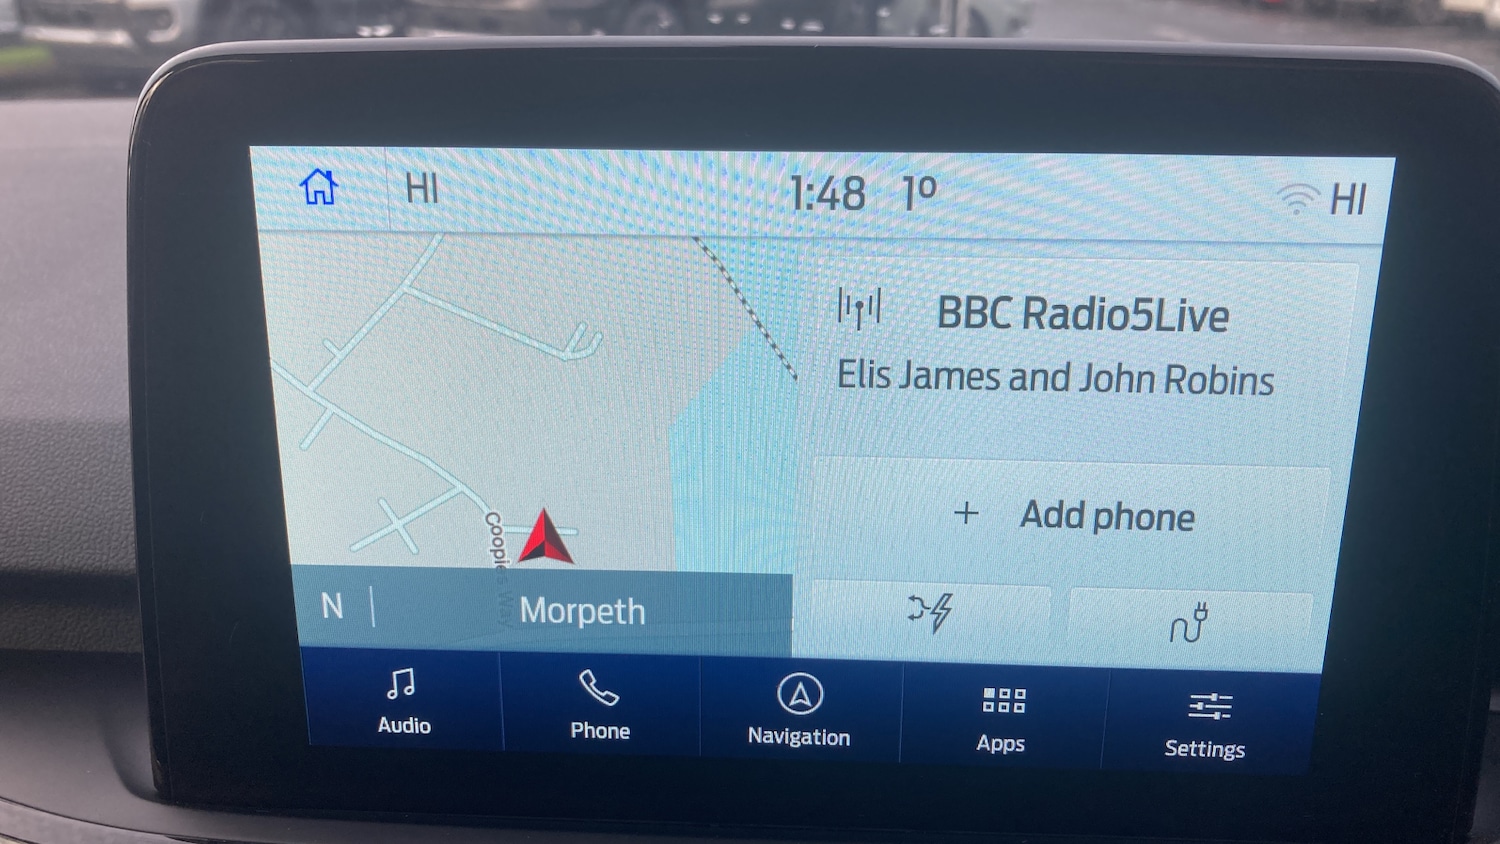 HI
1:48 1º
HI
BBC Radio5Live
Elis James and John Robins
+ Add phone
N
Morpeth
Audio
Phone
Navigation
Apps
Settings